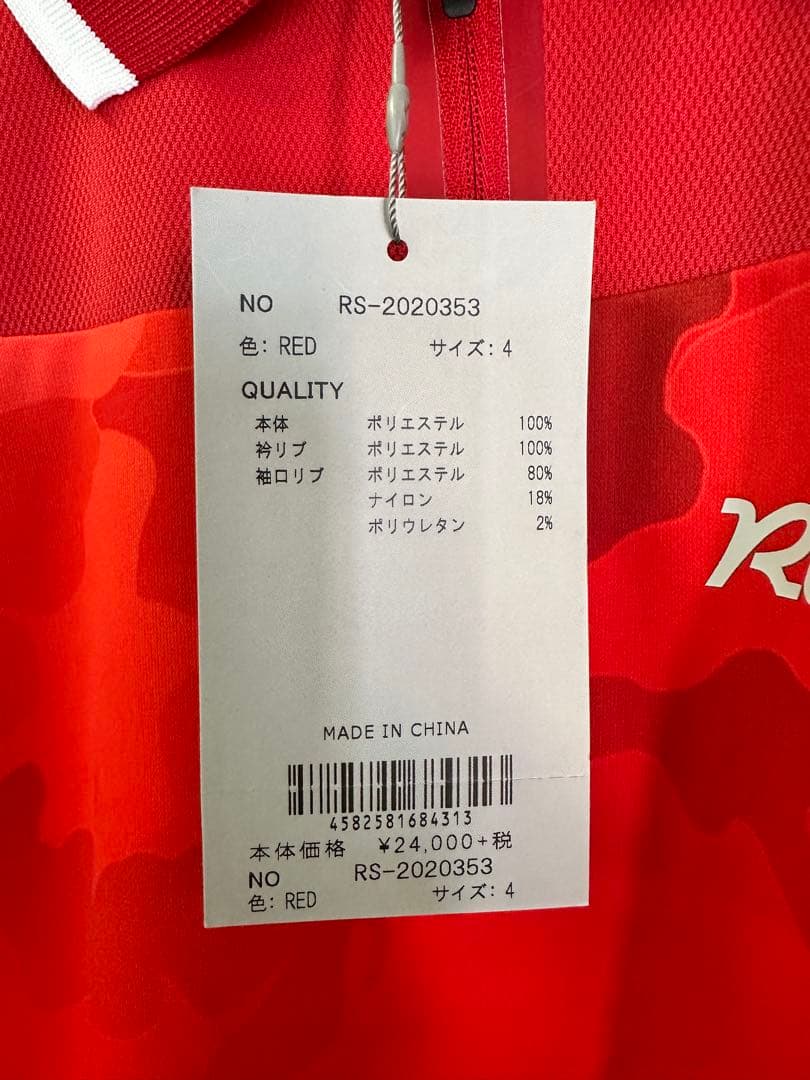 NO RS-2020353
色: RED サイズ: 4
QUALITY
本体 ポリエステル 100%
衿リブ ポリエステル 100%
袖口リブ ポリエステル 80%
ナイロン 18%
ポリウレタン 2%
MADE IN CHINA
4582581684313
本体価格 ¥24,000+税
NO RS-2020353
色: RED サイズ: 4